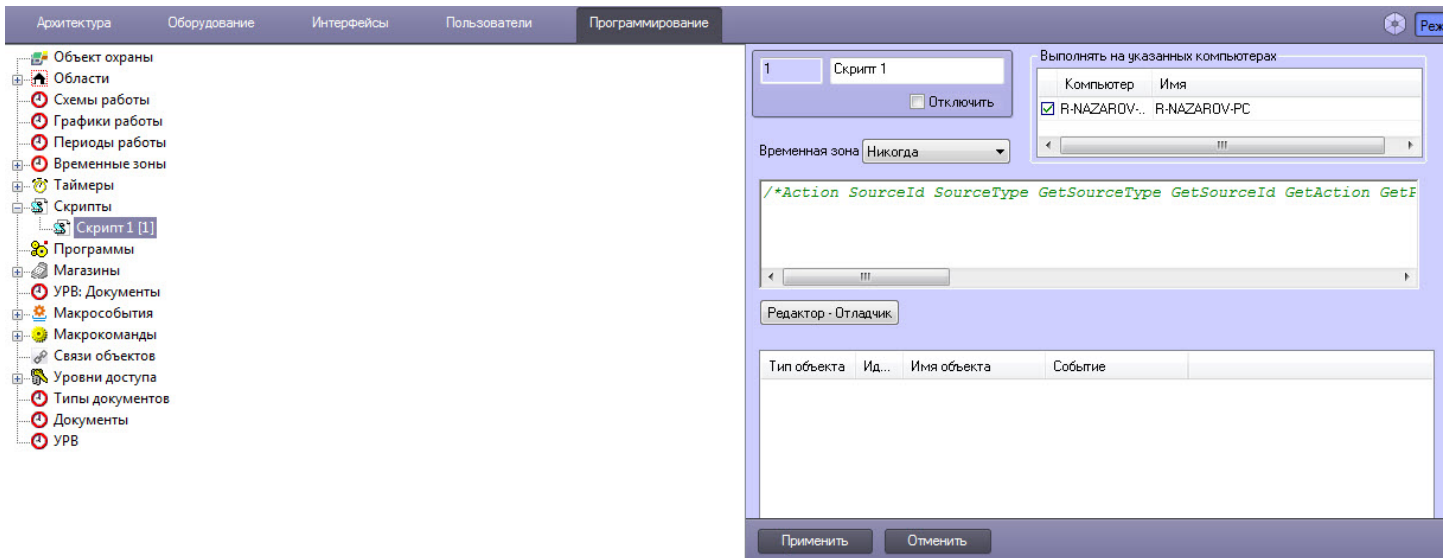 Архитектура Оборудование Интерфейсы Пользователи Программирование Реж
Объект охраны
Области
Схемы работы
Графики работы
Периоды работы
Временные зоны
Таймеры
Скрипты
Скрипт 1 [1]
Программы
Магазины
УРВ: Документы
Макрособытия
Макрокоманды
Связи объектов
Уровни доступа
Типы документов
Документы
УРВ
1 Скрипт 1
Отключить
Выполнять на указанных компьютерах
Компьютер Имя
R-NAZAROV-... R-NAZAROV-PC
Временная зона Никогда
/*Action SourceId SourceType GetSourceType GetSourceId GetAction GetP
Редактор - Отладчик
Тип объекта Ид... Имя объекта Событие
Применить Отменить